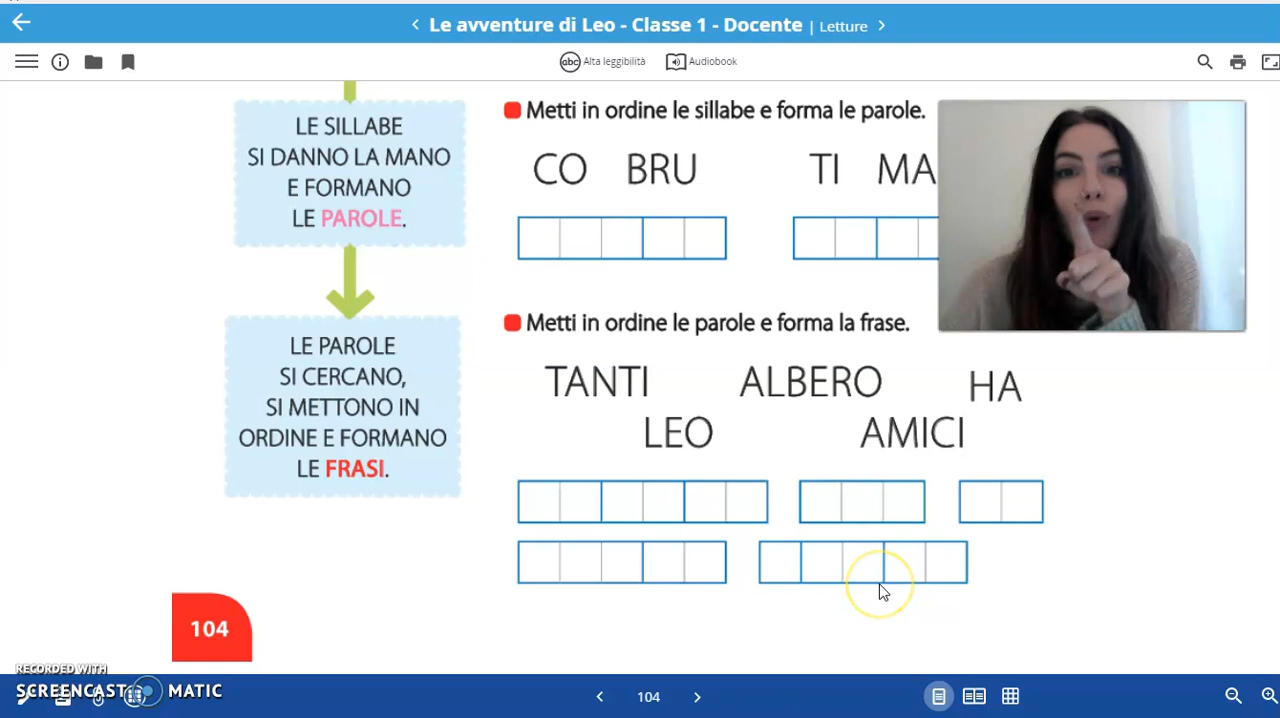 Le avventure di Leo - Classe 1 - Docente | Letture
abc Alta leggibilità Audiobook
LE SILLABE
SI DANNO LA MANO
E FORMANO
LE PAROLE.
LE PAROLE
SI CERCANO,
SI METTONO IN
ORDINE E FORMANO
LE FRASI.
Metti in ordine le sillabe e forma le parole.
CO BRU TI MA
Metti in ordine le parole e forma la frase.
TANTI ALBERO HA
LEO AMICI
104
RECORDED WITH
SCREENCAST MATIC
104